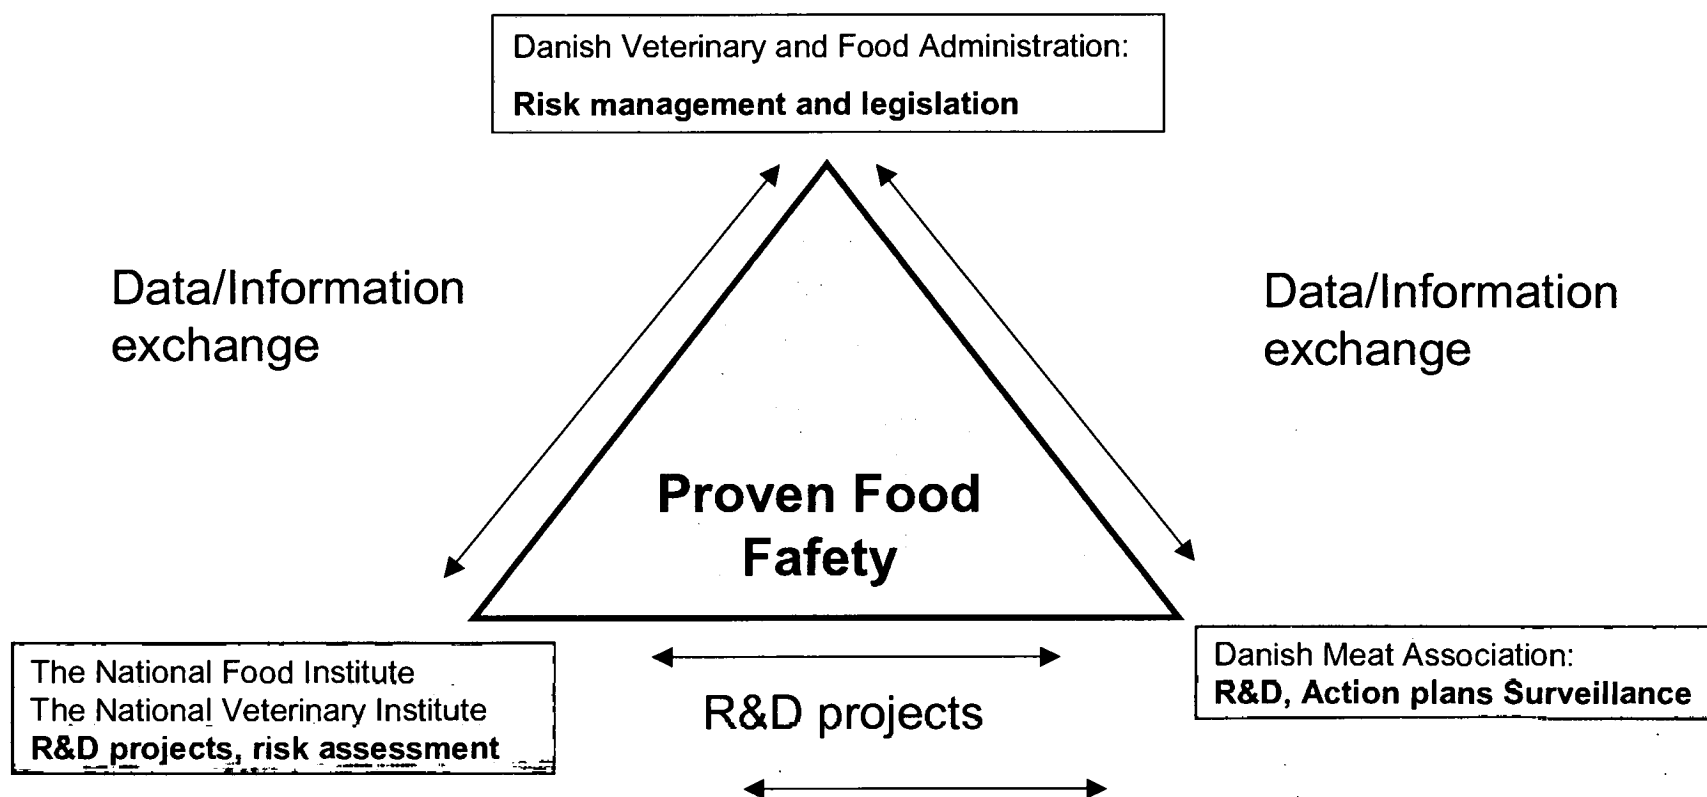 Danish Veterinary and Food Administration:
Risk management and legislation
Data/Information
exchange
Data/Information
exchange
Proven Food
Fafety
The National Food Institute
The National Veterinary Institute
R&D projects, risk assessment
R&D projects
Danish Meat Association:
R&D, Action plans Surveillance